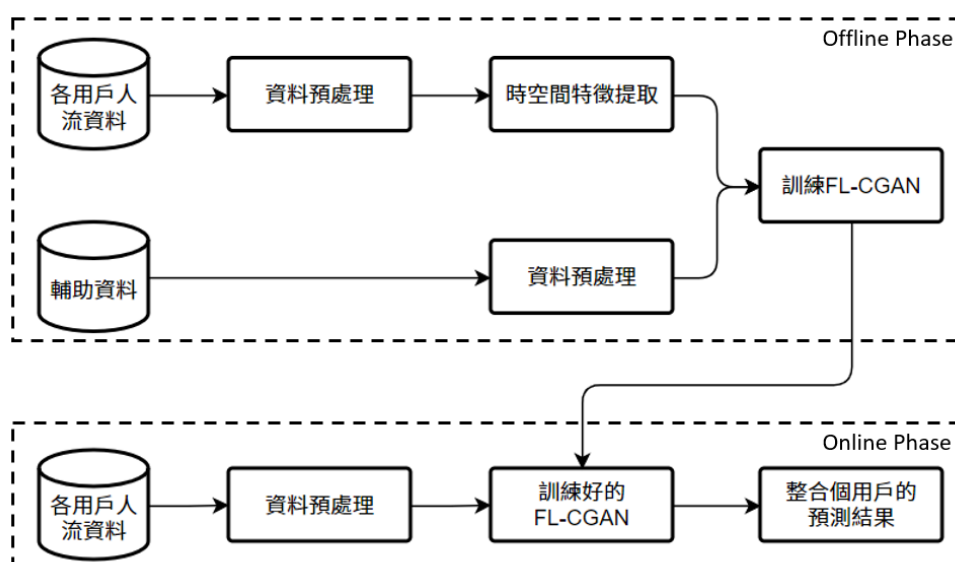 Offline Phase
各用戶人
流資料
資料預處理
時空間特徵提取
訓練FL-CGAN
輔助資料
資料預處理
Online Phase
各用戶人
流資料
資料預處理
訓練好的
FL-CGAN
整合個用戶的
預測結果